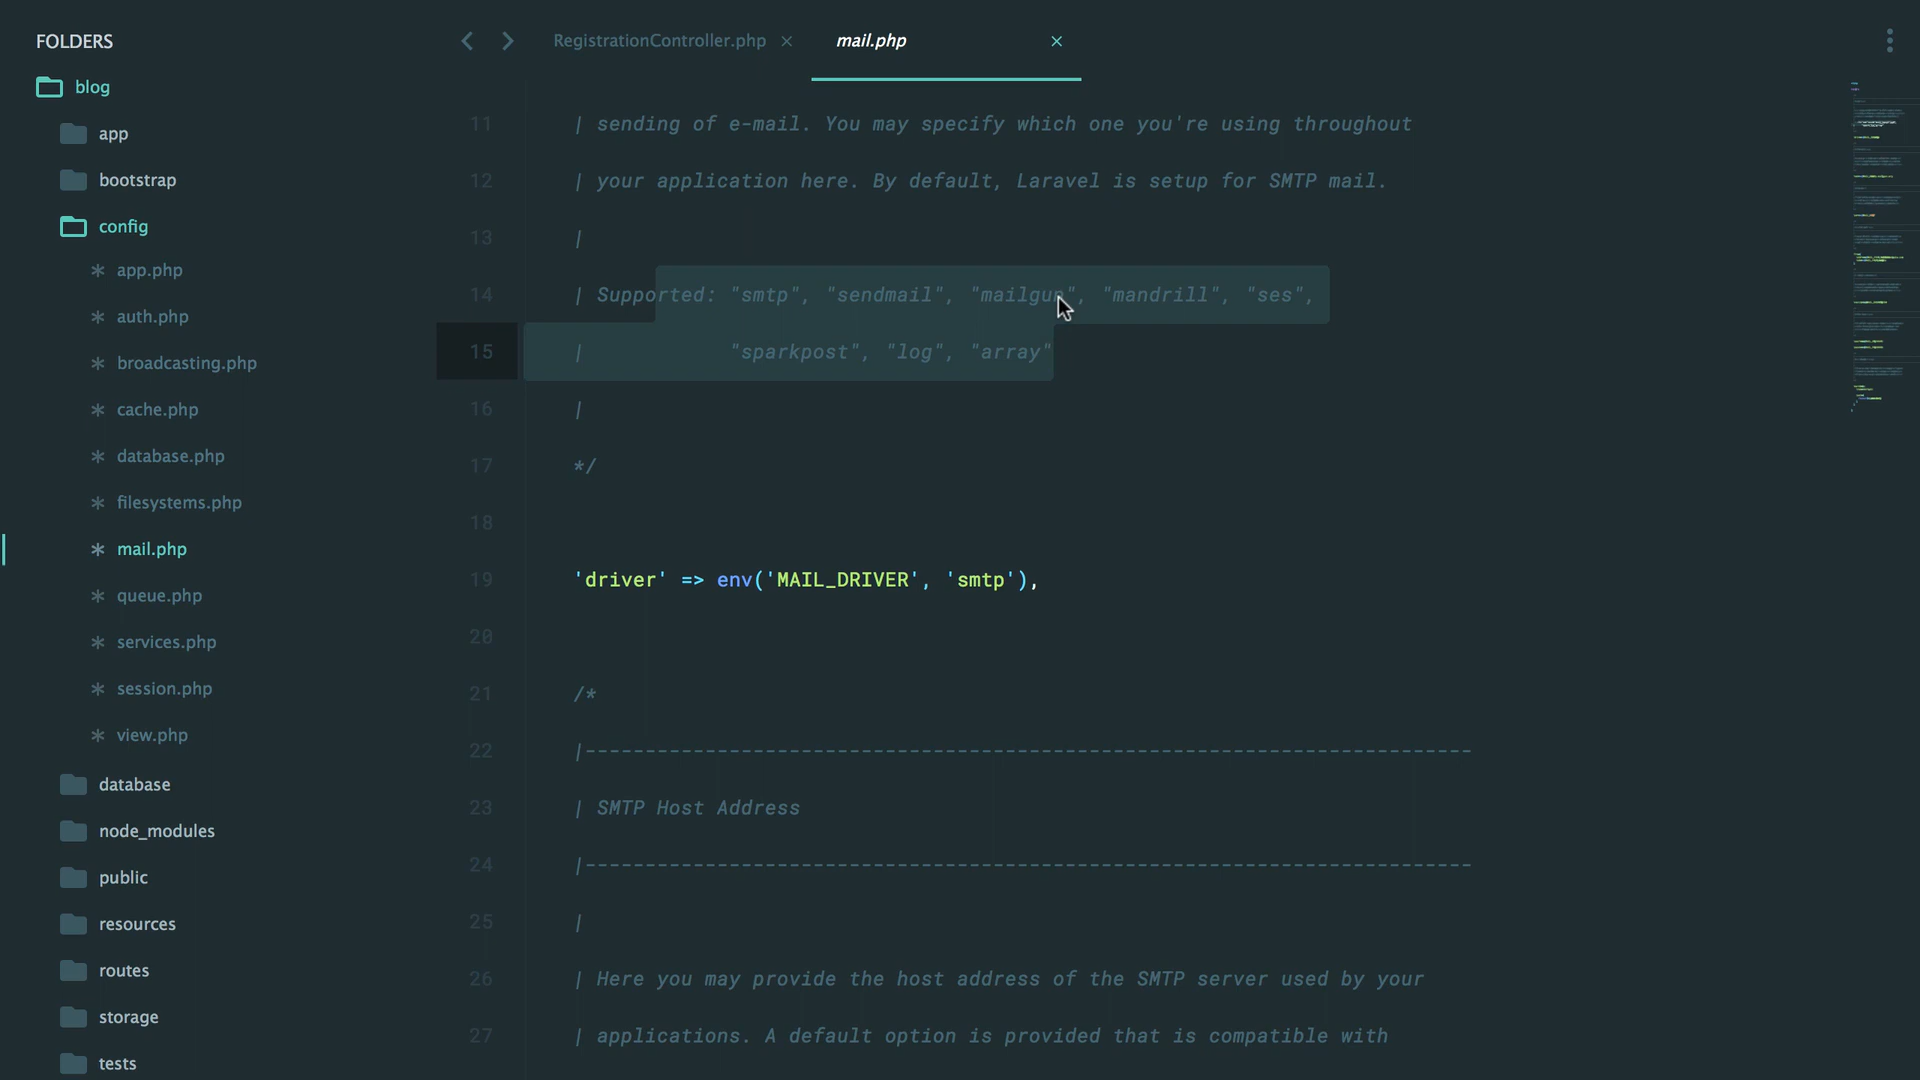 FOLDERS
blog
app
bootstrap
config
app.php
auth.php
broadcasting.php
cache.php
database.php
filesystems.php
mail.php
queue.php
services.php
session.php
view.php
database
node_modules
public
resources
routes
storage
tests
RegistrationController.php
mail.php
11 | sending of e-mail. You may specify which one you're using throughout
12 | your application here. By default, Laravel is setup for SMTP mail.
13 |
14 | Supported: "smtp", "sendmail", "mailgun", "mandrill", "ses",
15 | "sparkpost", "log", "array"
16 |
17 */
18
19 'driver' => env('MAIL_DRIVER', 'smtp'),
20
21 /*
22 |--------------------------------------------------------------------------
23 | SMTP Host Address
24 |--------------------------------------------------------------------------
25 |
26 | Here you may provide the host address of the SMTP server used by your
27 | applications. A default option is provided that is compatible with